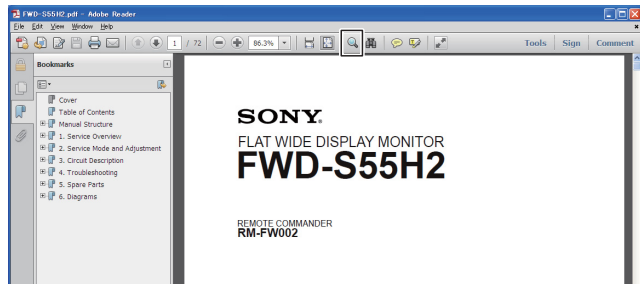 FWD-S55H2.pdf - Adobe Reader
File Edit View Window Help
1 / 72 86.3% Tools Sign Comment
Bookmarks
Cover
Table of Contents
Manual Structure
1. Service Overview
2. Service Mode and Adjustment
3. Circuit Description
4. Troubleshooting
5. Spare Parts
6. Diagrams
SONY®
FLAT WIDE DISPLAY MONITOR
FWD-S55H2
REMOTE COMMANDER
RM-FW002